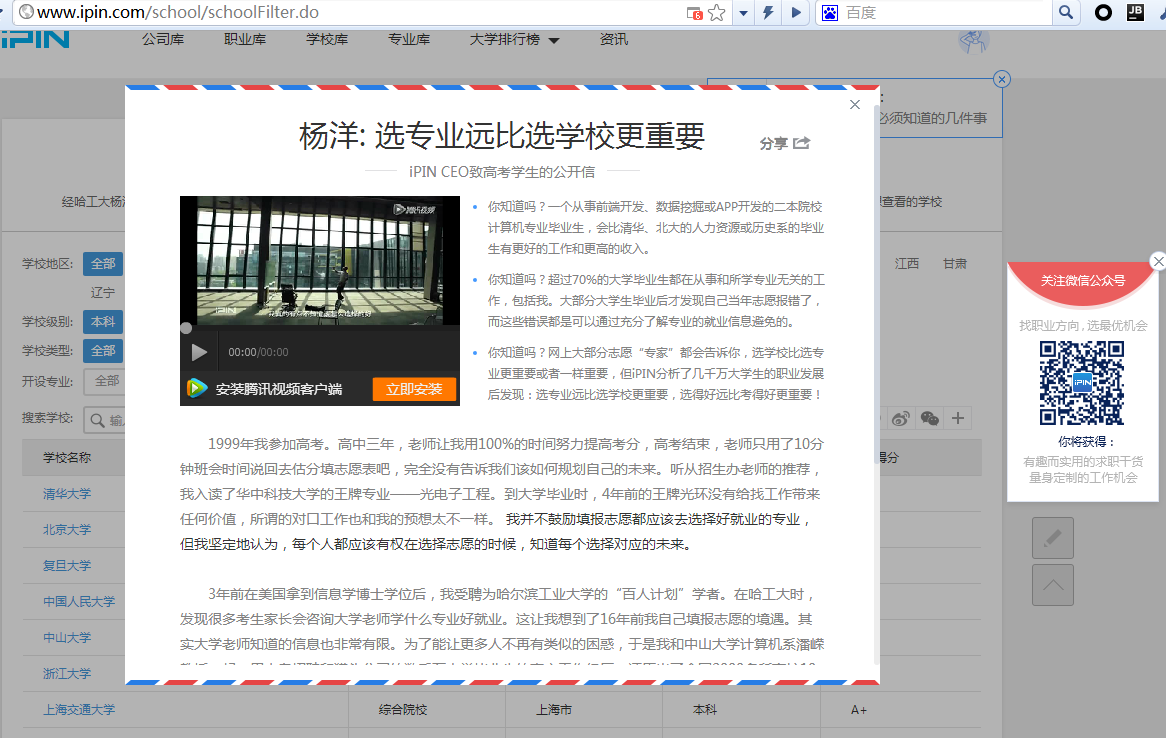 www.ipin.com/school/schoolFilter.do
6
百度
JB
iPIN
公司库
职业库
学校库
专业库
大学排行榜
资讯
必须知道的几件事
杨洋: 选专业远比选学校更重要
分享
iPIN CEO致高考学生的公开信
经哈工大杨洋
查看的学校
腾讯视频
iPIN
00:00/00:00
安装腾讯视频客户端
立即安装
你知道吗？一个从事前端开发、数据挖掘或APP开发的二本院校
计算机专业毕业生，会比清华、北大的人力资源或历史系的毕业
生有更好的工作和更高的收入。
你知道吗？超过70%的大学毕业生都在从事和所学专业无关的工
作，包括我。大部分大学生毕业后才发现自己当年志愿报错了，
而这些错误都是可以通过充分了解专业的就业信息避免的。
你知道吗？网上大部分志愿“专家”都会告诉你，选学校比选专
业更重要或者一样重要，但iPIN分析了几千万大学生的职业发展
后发现：选专业远比选学校更重要，选得好远比考得好更重要！
学校地区:
全部
江西
甘肃
辽宁
学校级别:
本科
学校类型:
全部
开设专业:
全部
搜索学校:
输
学校名称
得分
清华大学
北京大学
复旦大学
中国人民大学
中山大学
浙江大学
上海交通大学
综合院校
上海市
本科
A+
1999年我参加高考。高中三年，老师让我用100%的时间努力提高考分，高考结束，老师只用了10分
钟班会时间说回去估分填志愿表吧，完全没有告诉我们该如何规划自己的未来。听从招生办老师的推荐，
我入读了华中科技大学的王牌专业——光电子工程。到大学毕业时，4年前的王牌光环没有给找工作带来
任何价值，所谓的对口工作也和我的预想太不一样。 我并不鼓励填报志愿都应该去选择好就业的专业，
但我坚定地认为，每个人都应该有权在选择志愿的时候，知道每个选择对应的未来。
3年前在美国拿到信息学博士学位后，我受聘为哈尔滨工业大学的“百人计划”学者。在哈工大时，
发现很多考生家长会咨询大学老师学什么专业好就业。这让我想到了16年前我自己填报志愿的境遇。其
实大学老师知道的信息也非常有限。为了能让更多人不再有类似的困惑，于是我和中山大学计算机系潘嵘
关注微信公众号
找职业方向, 选最优机会
iPIN
你将获得：
有趣而实用的求职干货
量身定制的工作机会